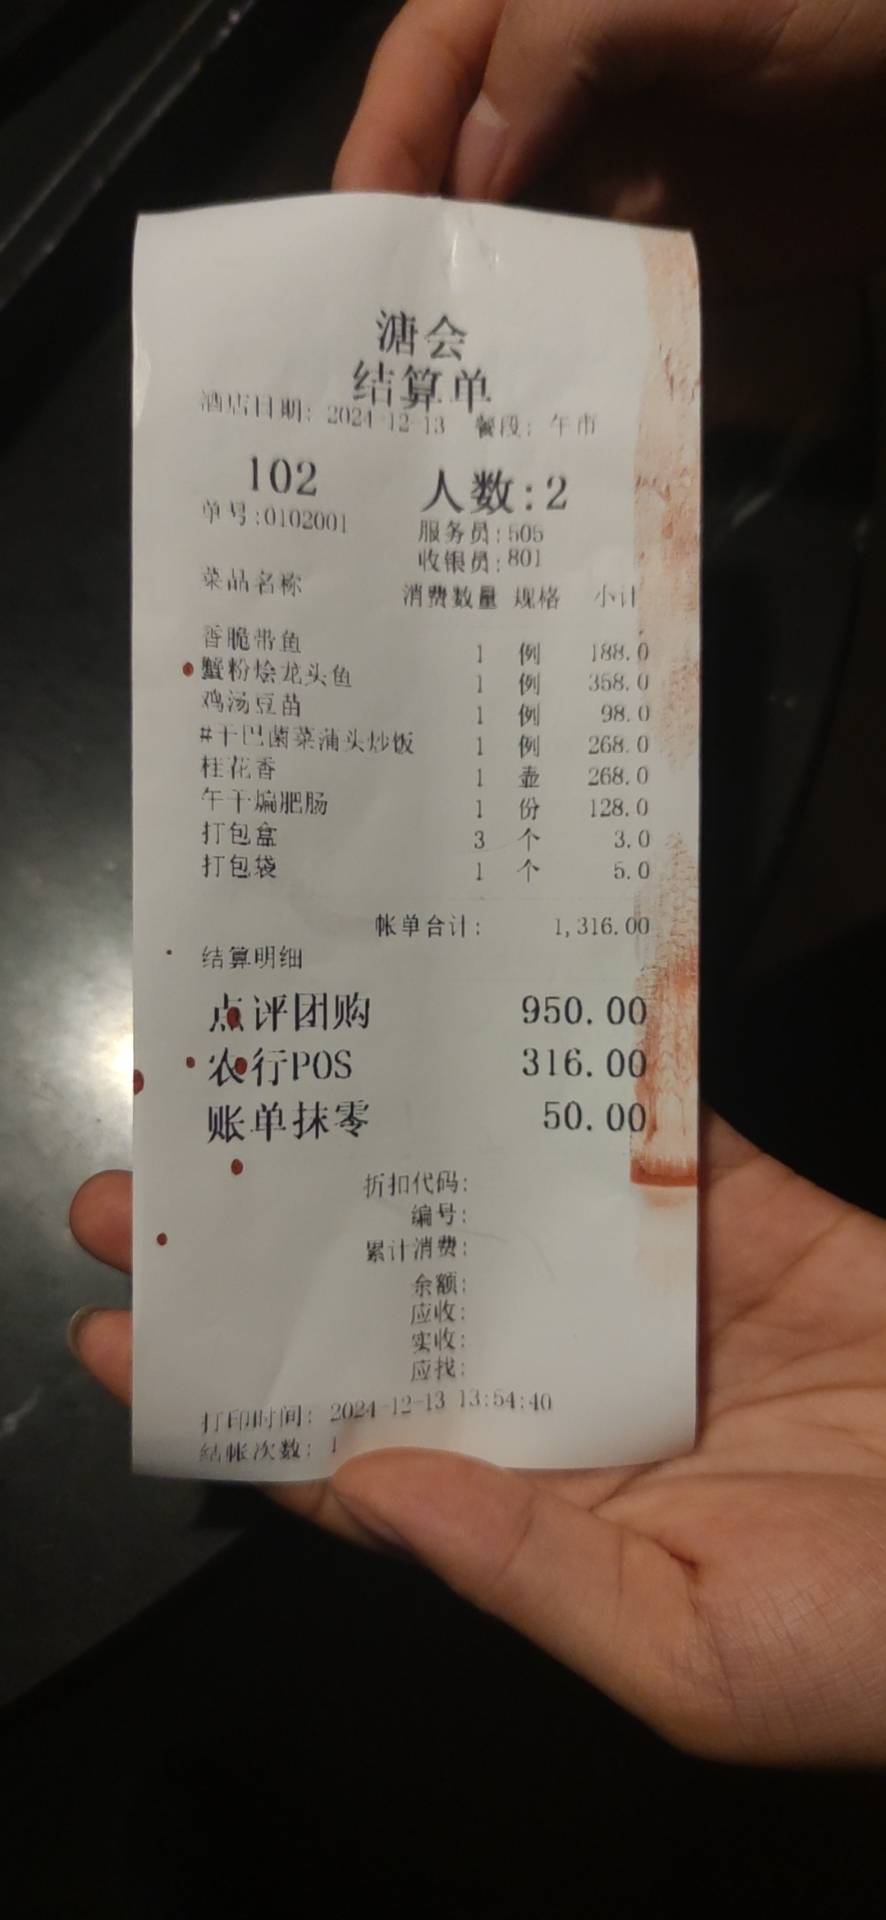 溏会
结算单
酒店日期: 2024-12-13 餐段: 午市
102 人数:2
单号:0102001 服务员:505
收银员:801
菜品名称 消费数量 规格 小计
香脆带鱼 1 例 188.0
蟹粉烩龙头鱼 1 例 358.0
鸡汤豆苗 1 例 98.0
#干巴菌菜蒲头炒饭 1 例 268.0
桂花香 1 壶 268.0
午干煸肥肠 1 份 128.0
打包盒 3 个 3.0
打包袋 1 个 5.0
帐单合计: 1,316.00
结算明细
点评团购 950.00
农行POS 316.00
账单抹零 50.00
折扣代码:
编号:
累计消费:
余额:
应收:
实收:
应找:
打印时间: 2024-12-13 13:54:40
结帐次数: 1